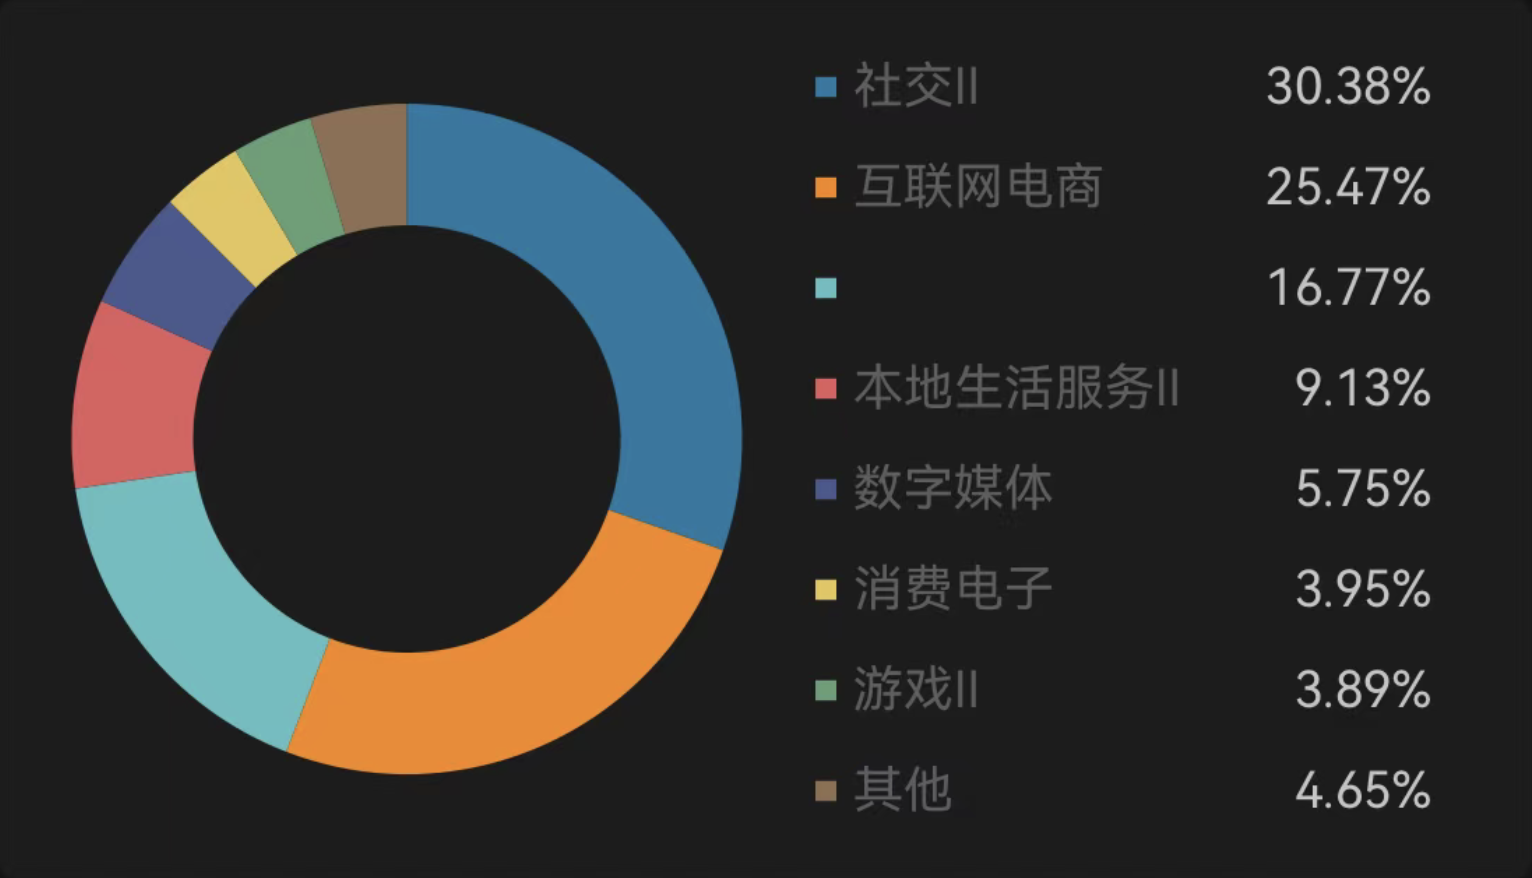 社交II 30.38%
互联网电商 25.47%
16.77%
本地生活服务II 9.13%
数字媒体 5.75%
消费电子 3.95%
游戏II 3.89%
其他 4.65%